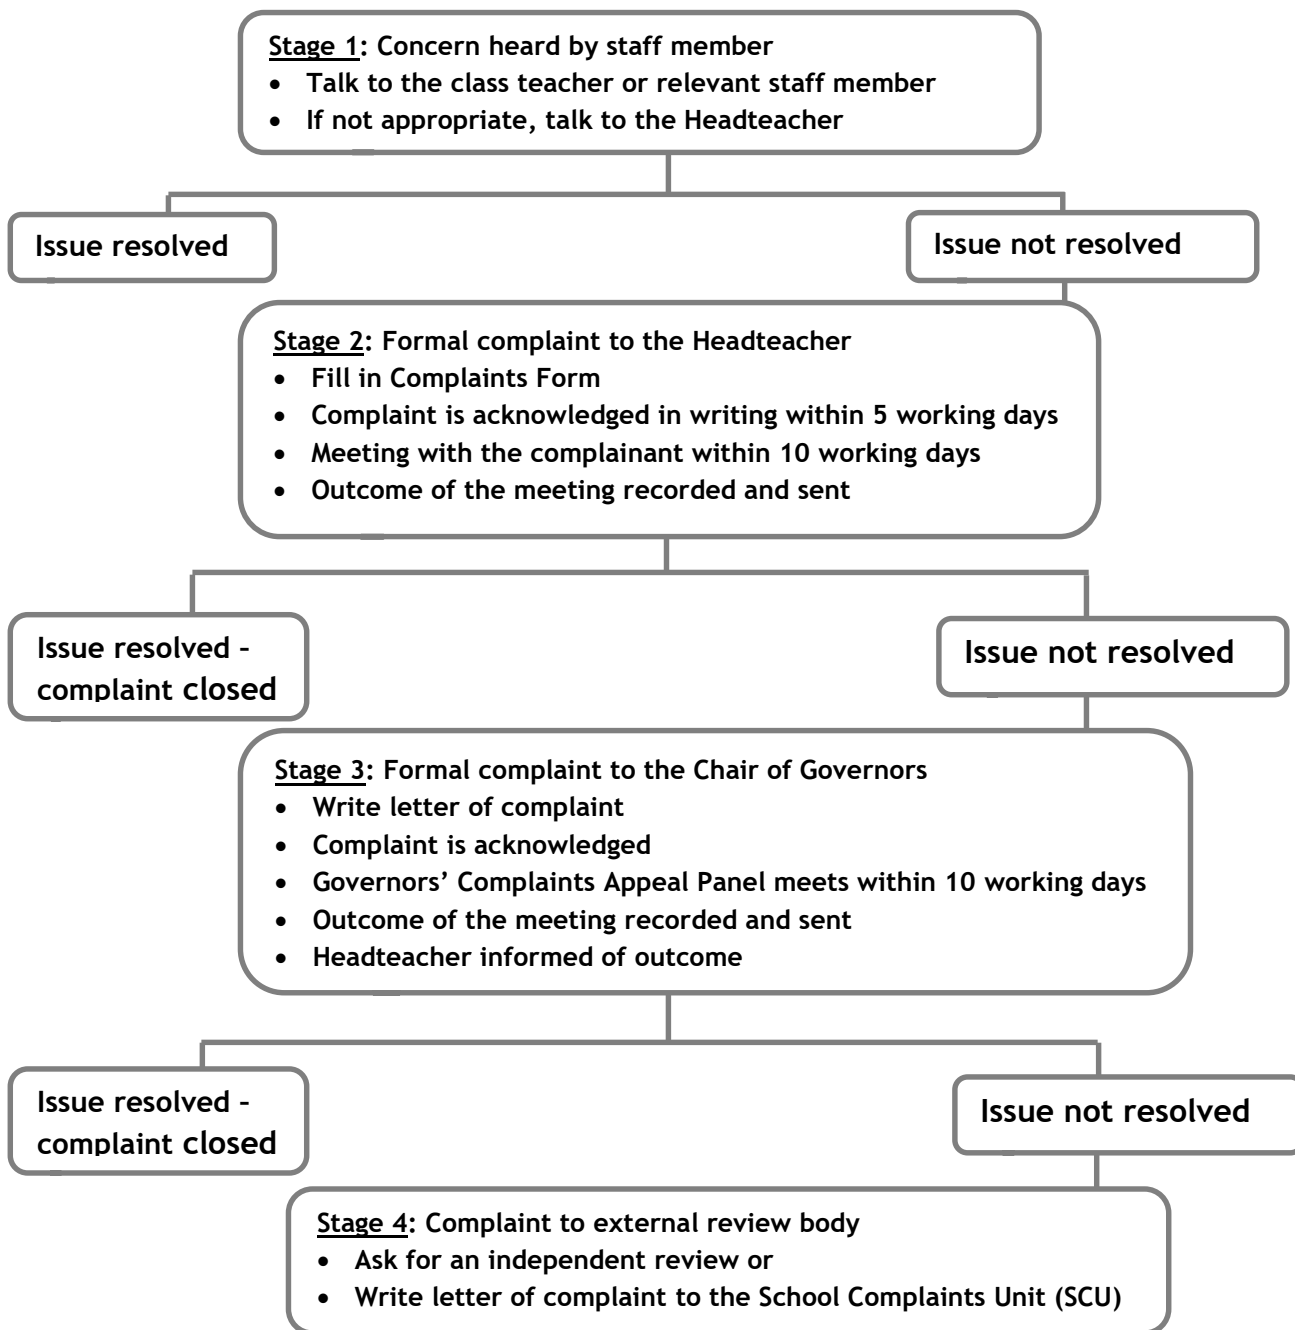 Stage 1: Concern heard by staff member
• Talk to the class teacher or relevant staff member
• If not appropriate, talk to the Headteacher
Issue resolved
Issue not resolved
Stage 2: Formal complaint to the Headteacher
• Fill in Complaints Form
• Complaint is acknowledged in writing within 5 working days
• Meeting with the complainant within 10 working days
• Outcome of the meeting recorded and sent
Issue resolved –
complaint closed
Issue not resolved
Stage 3: Formal complaint to the Chair of Governors
• Write letter of complaint
• Complaint is acknowledged
• Governors’ Complaints Appeal Panel meets within 10 working days
• Outcome of the meeting recorded and sent
• Headteacher informed of outcome
Issue resolved –
complaint closed
Issue not resolved
Stage 4: Complaint to external review body
• Ask for an independent review or
• Write letter of complaint to the School Complaints Unit (SCU)